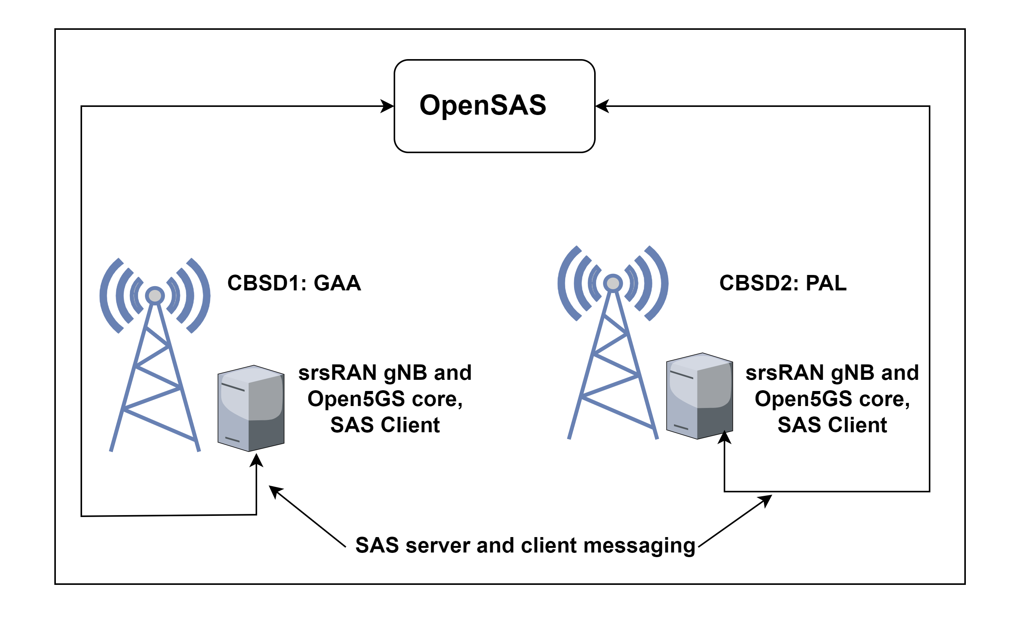 OpenSAS
CBSD1: GAA
srsRAN gNB and
Open5GS core,
SAS Client
CBSD2: PAL
srsRAN gNB and
Open5GS core,
SAS Client
SAS server and client messaging